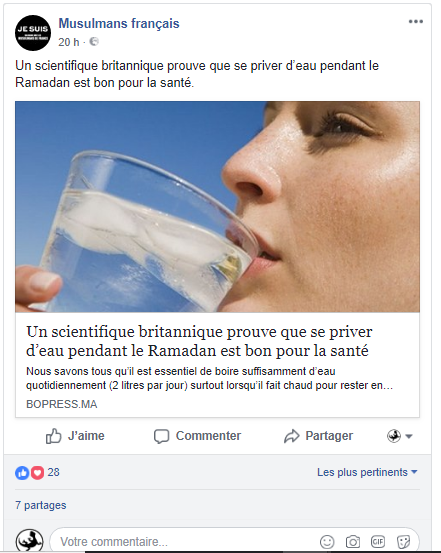 JE SUIS
Musulmans français
20 h ·
Un scientifique britannique prouve que se priver d'eau pendant le
Ramadan est bon pour la santé.
Un scientifique britannique prouve que se priver
d'eau pendant le Ramadan est bon pour la santé
Nous savons tous qu'il est essentiel de boire suffisamment d'eau
quotidiennement (2 litres par jour) surtout lorsqu'il fait chaud pour rester en…
BOPRESS.MA
J'aime Commenter Partager
28 Les plus pertinents
7 partages
Votre commentaire... GIF